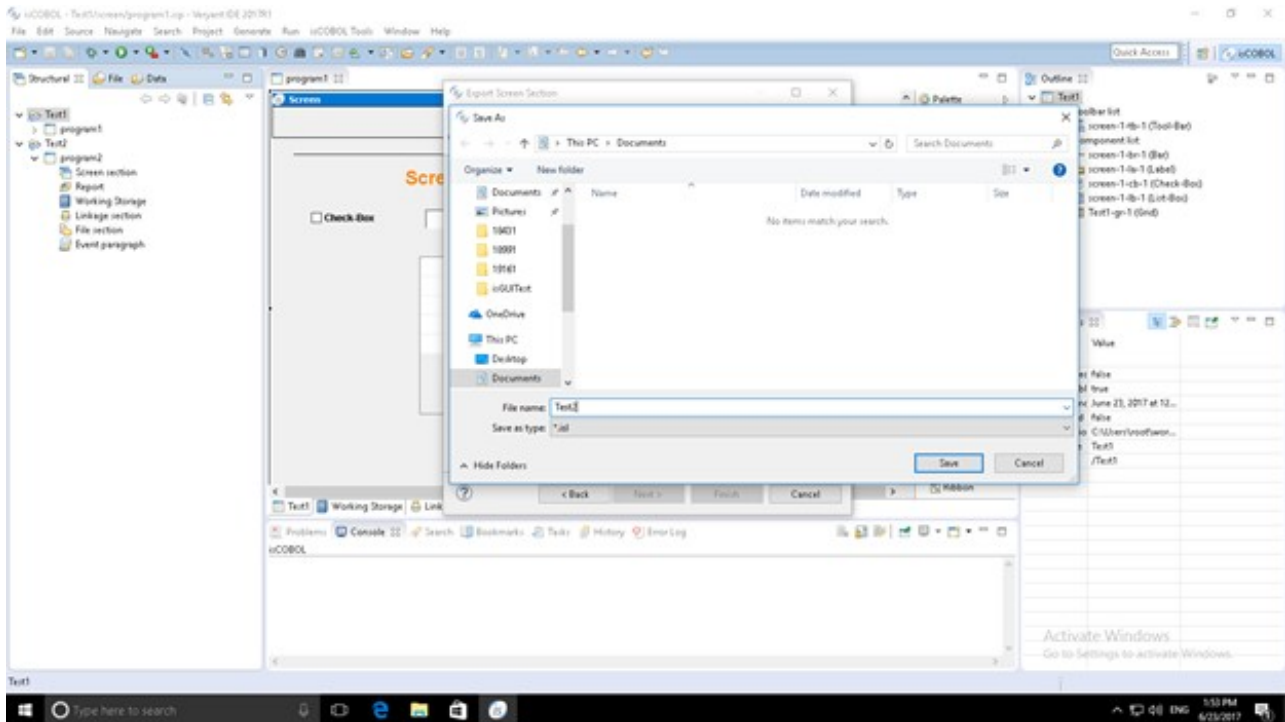 isCOBOL - Test1/screen/program1.isp - Veryant IDE 2017R1
File Edit Source Navigate Search Project Generate Run isCOBOL Tools Window Help
Quick Access
isCOBOL
Structural File Data
Test1
program1
Test2
program2
Screen section
Report
Working Storage
Linkage section
File section
Event paragraph
program1
Screen
Scre
Check-Box
Export Screen Section
Save As
This PC > Documents
Search Documents
Organize New folder
Documents
Pictures
18431
18991
19161
isGUITest
OneDrive
This PC
Desktop
Documents
Name Date modified Type Size
No items match your search.
File name: Test2
Save as type: *.isl
Hide Folders
Save Cancel
< Back Next > Finish Cancel
Palette
Ribbon
Outline
Test1
oolbar list
screen-1-tb-1 (Tool-Bar)
omponent list
screen-1-br-1 (Bar)
screen-1-la-1 (Label)
screen-1-cb-1 (Check-Box)
screen-1-lb-1 (List-Box)
Test1-gr-1 (Grid)
Value
false
true
June 23, 2017 at 12...
false
C:\Users\root\wor...
Test1
/Test1
Test1 Working Storage Link
Problems Console Search Bookmarks Tasks History Error Log
isCOBOL
Activate Windows
Go to Settings to activate Windows.
Test1
Type here to search
ENG
1:53 PM
6/23/2017